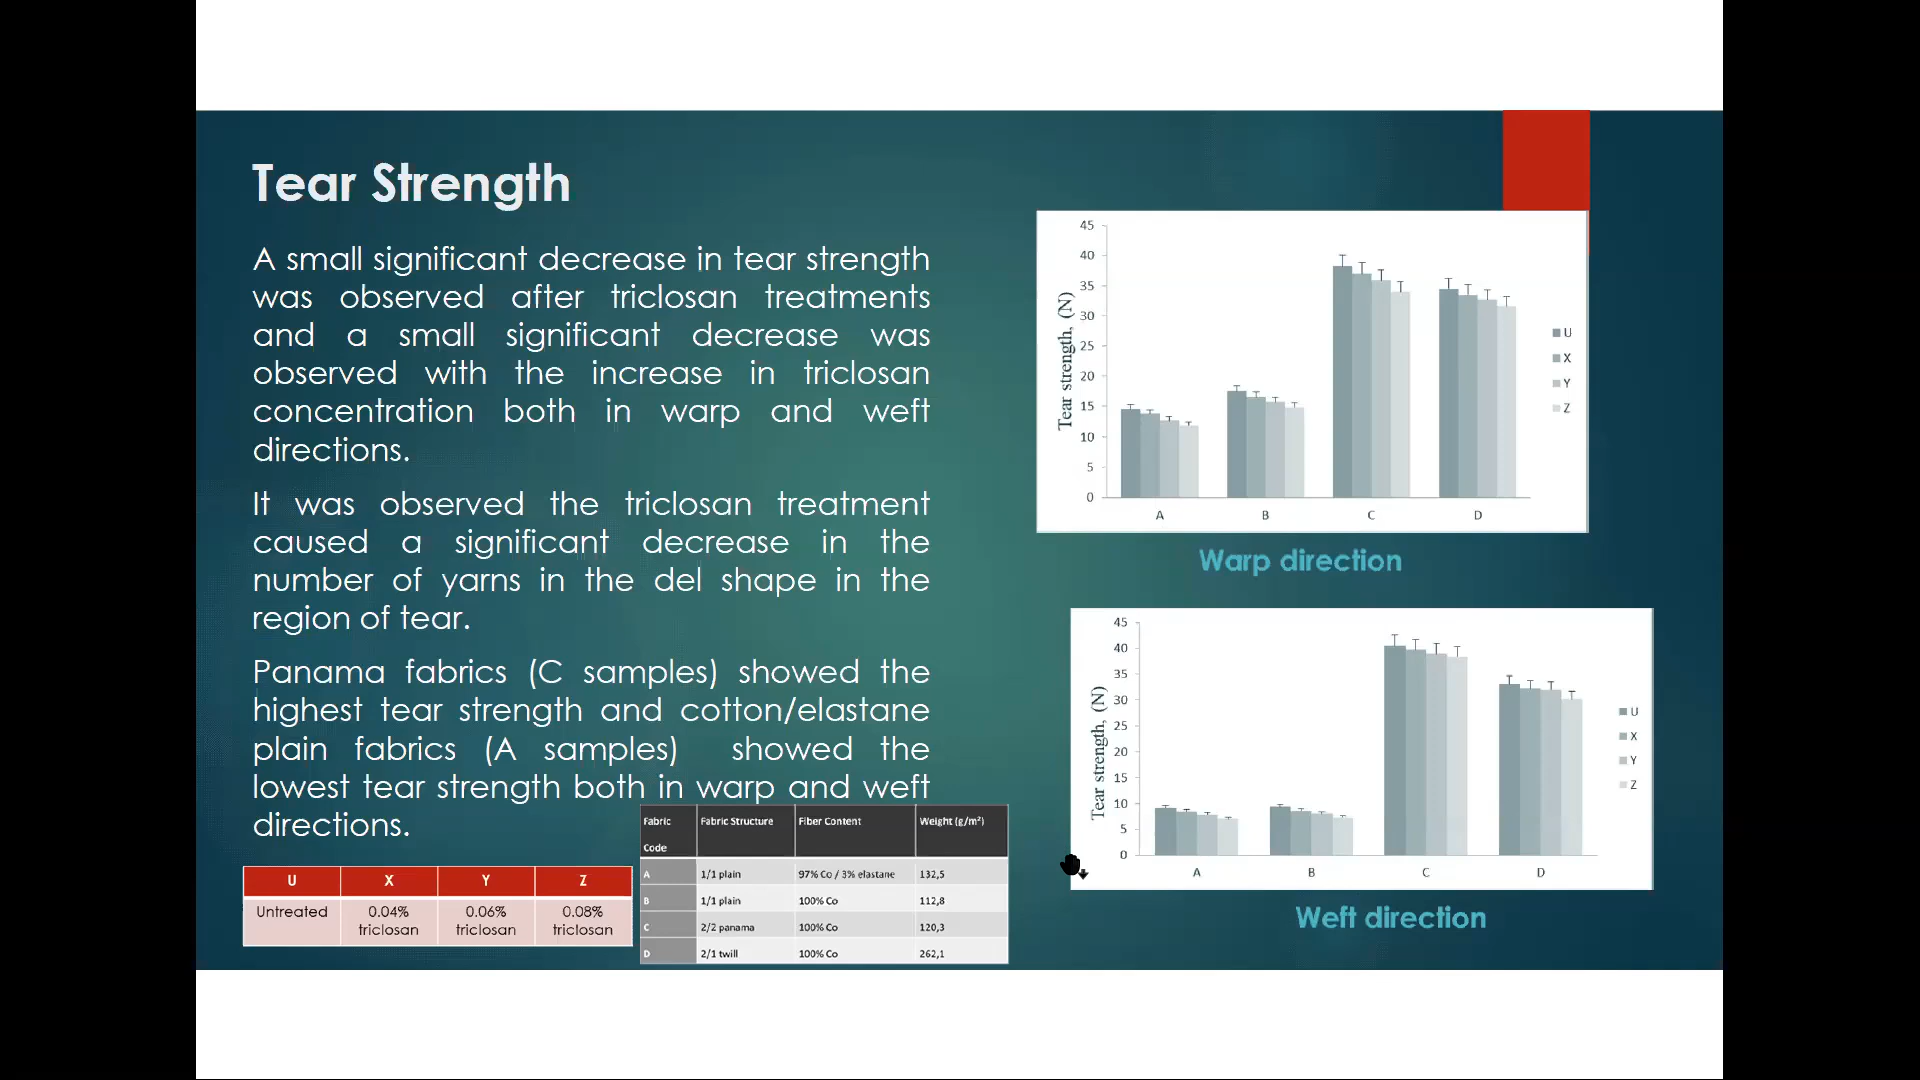 Tear Strength
A small significant decrease in tear strength
was observed after triclosan treatments
and a small significant decrease was
observed with the increase in triclosan
concentration both in warp and weft
directions.
It was observed the triclosan treatment
caused a significant decrease in the
number of yarns in the del shape in the
region of tear.
Panama fabrics (C samples) showed the
highest tear strength and cotton/elastane
plain fabrics (A samples) showed the
lowest tear strength both in warp and weft
directions.
U X Y Z
Untreated 0.04% triclosan 0.06% triclosan 0.08% triclosan
Fabric Code Fabric Structure Fiber Content Weight (g/m²)
A 1/1 plain 97% Co / 3% elastane 132,5
B 1/1 plain 100% Co 112,8
C 2/2 panama 100% Co 120,3
D 2/1 twill 100% Co 262,1
Tear strength, (N)
45
40
35
30
25
20
15
10
5
0
A B C D
U
X
Y
Z
Warp direction
Tear strength, (N)
45
40
35
30
25
20
15
10
5
0
A B C D
U
X
Y
Z
Weft direction